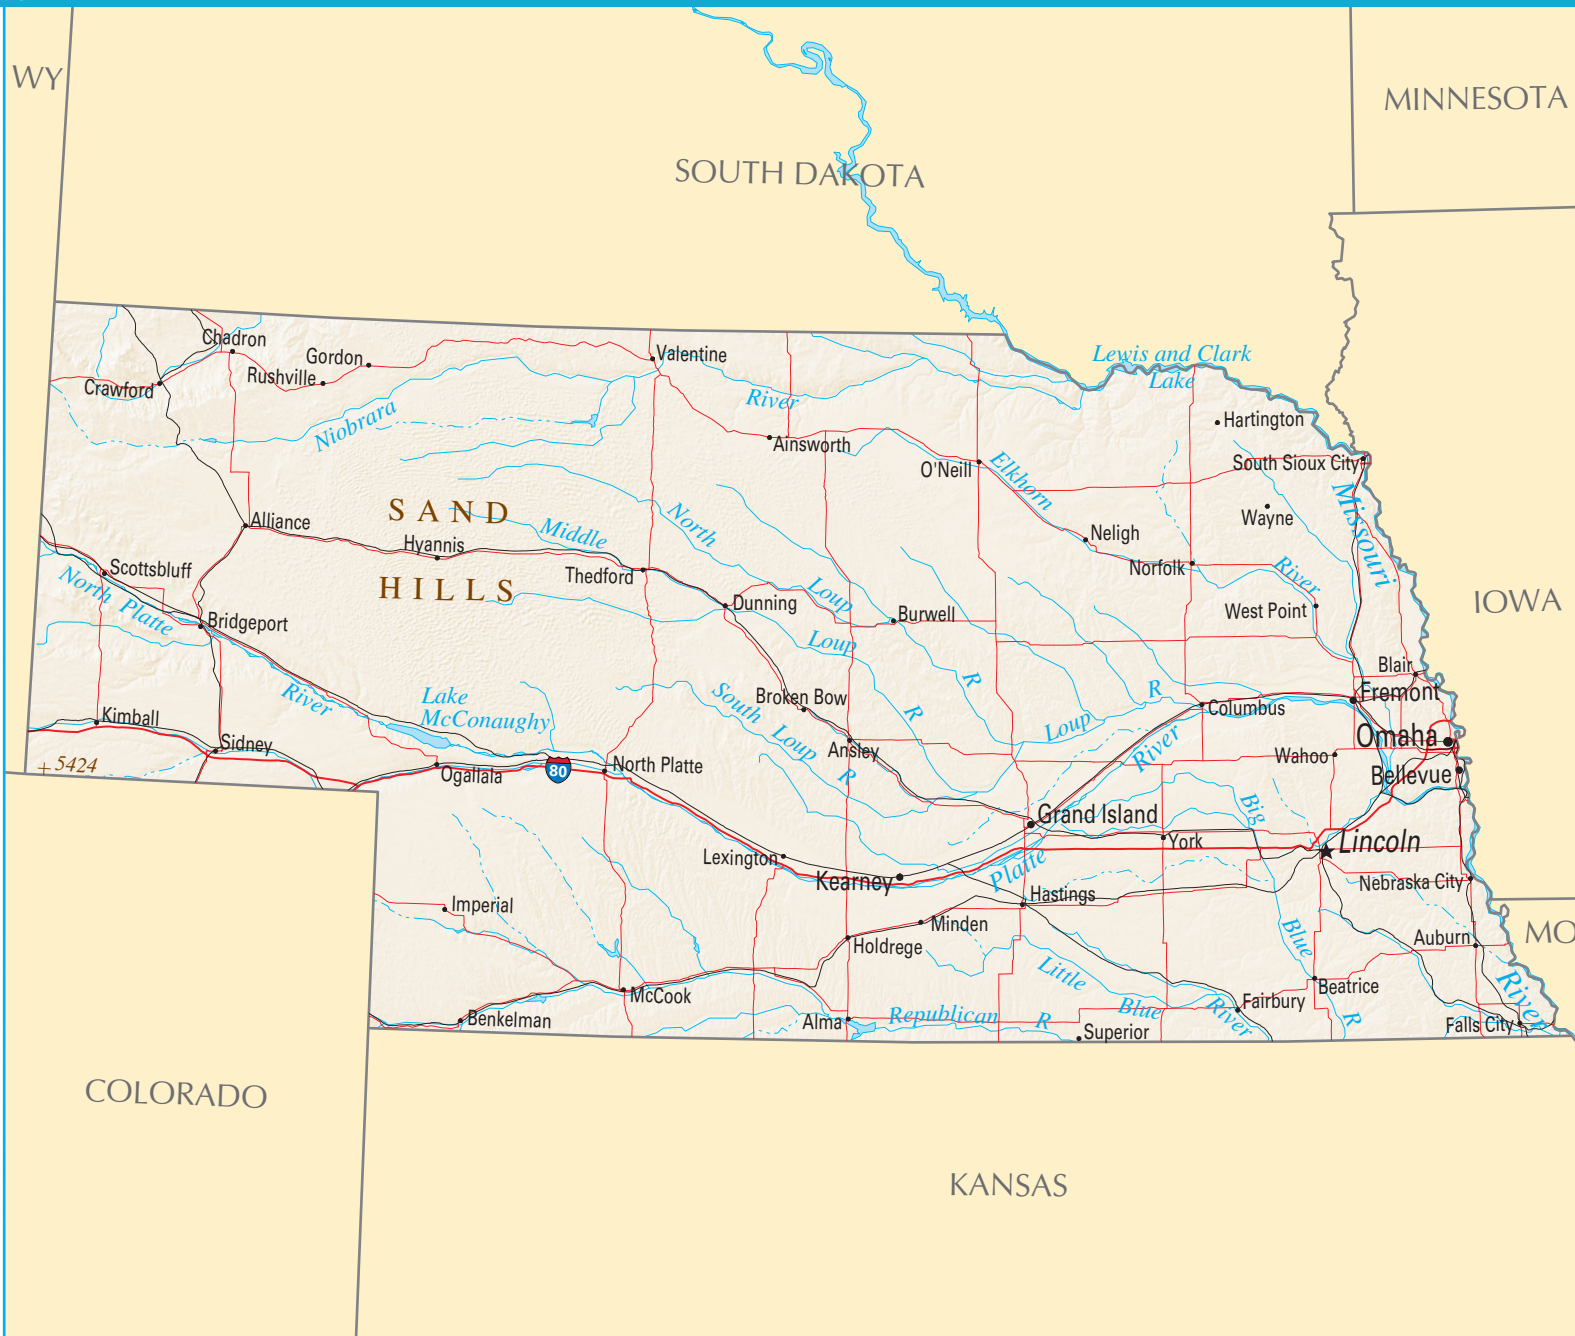 WY
MINNESOTA
SOUTH DAKOTA
Chadron
Gordon
Rushville
Crawford
Valentine
Lewis and Clark
Lake
Niobrara
River
Ainsworth
Hartington
O'Neill
Elkhorn
South Sioux City
SAND
HILLS
Alliance
Hyannis
Middle
North
Thedford
Neligh
Wayne
Missouri
Norfolk
River
West Point
IOWA
Scottsbluff
North Platte
Bridgeport
Dunning
Loup
Burwell
Loup
R
R
River
Lake
McConaughy
South
Loup
R
Broken Bow
Ansley
Loup
R
Blair
Fremont
Columbus
River
Omaha
Wahoo
Bellevue
Kimball
Sidney
5424
Ogallala
80
North Platte
Big
Grand Island
York
Lincoln
Lexington
Kearney
Platte
Hastings
Nebraska City
Imperial
Minden
Holdrege
Blue
Auburn
MO
McCook
Little
Blue
River
Beatrice
Fairbury
R
River
Benkelman
Alma
Republican
R
Superior
Falls City
COLORADO
KANSAS